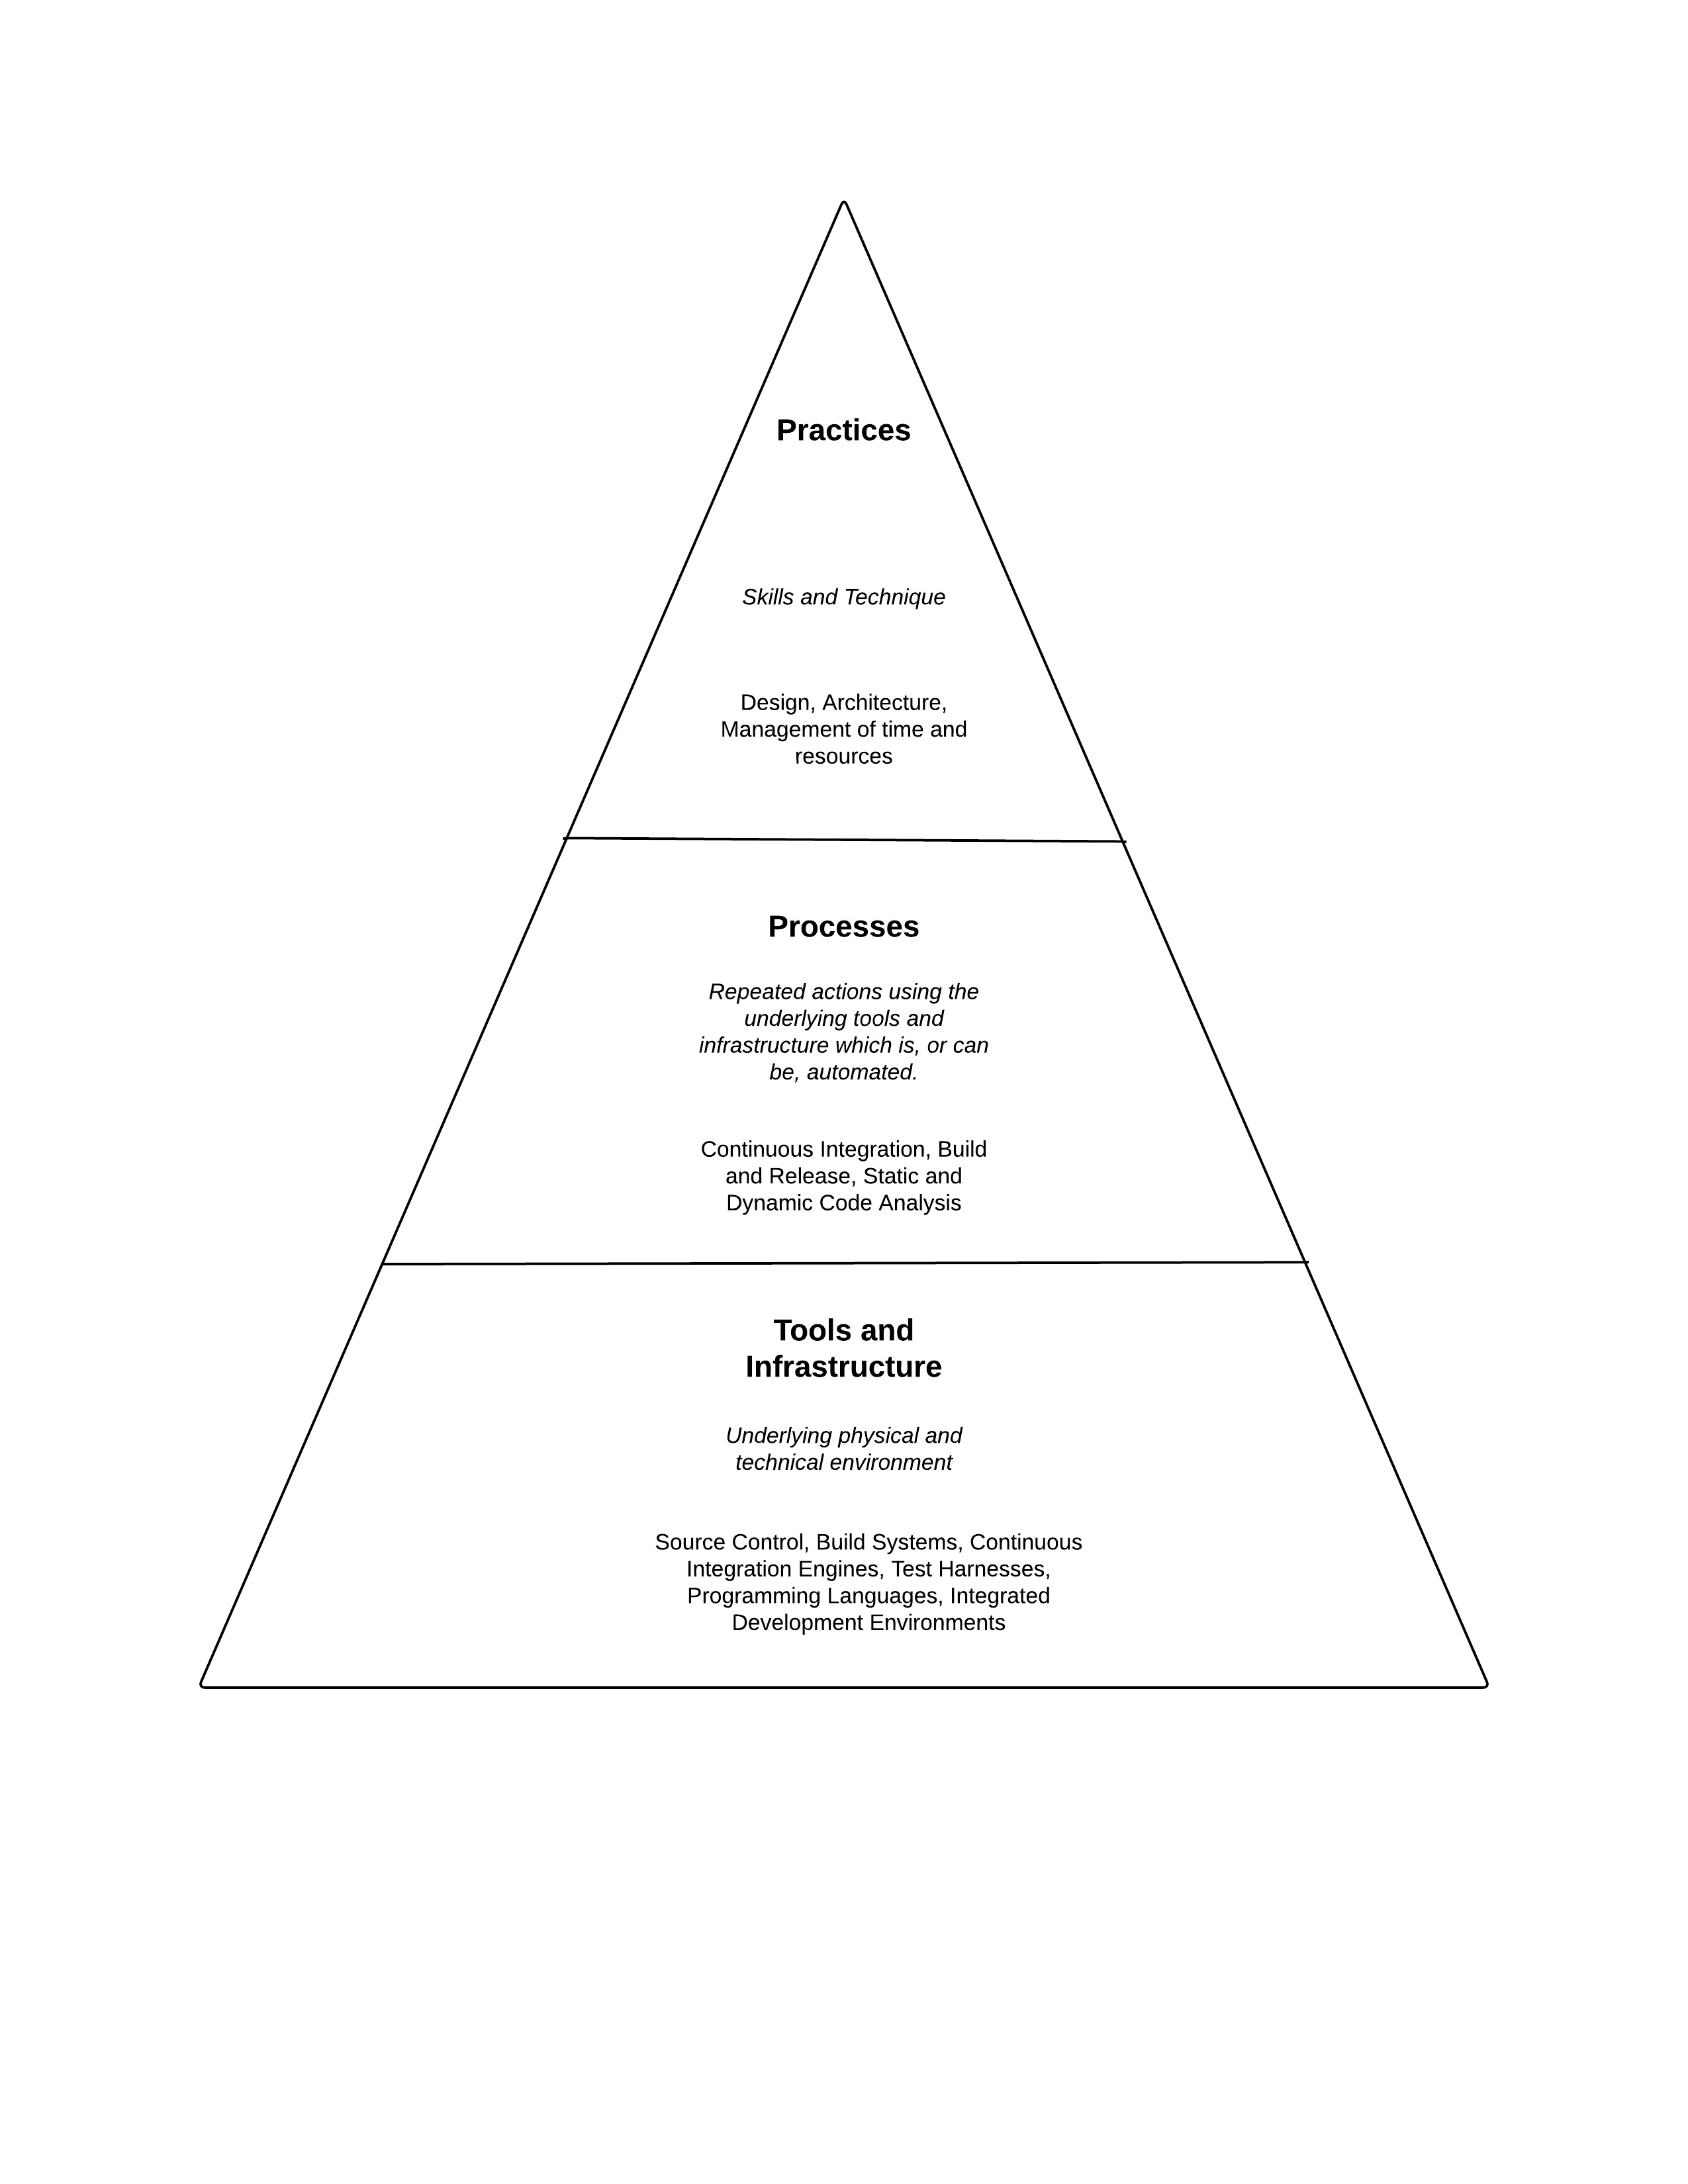 Practices
Skills and Technique
Design, Architecture,
Management of time and
resources
Processes
Repeated actions using the
underlying tools and
infrastructure which is, or can
be, automated.
Continuous Integration, Build
and Release, Static and
Dynamic Code Analysis
Tools and
Infrastructure
Underlying physical and
technical environment
Source Control, Build Systems, Continuous
Integration Engines, Test Harnesses,
Programming Languages, Integrated
Development Environments